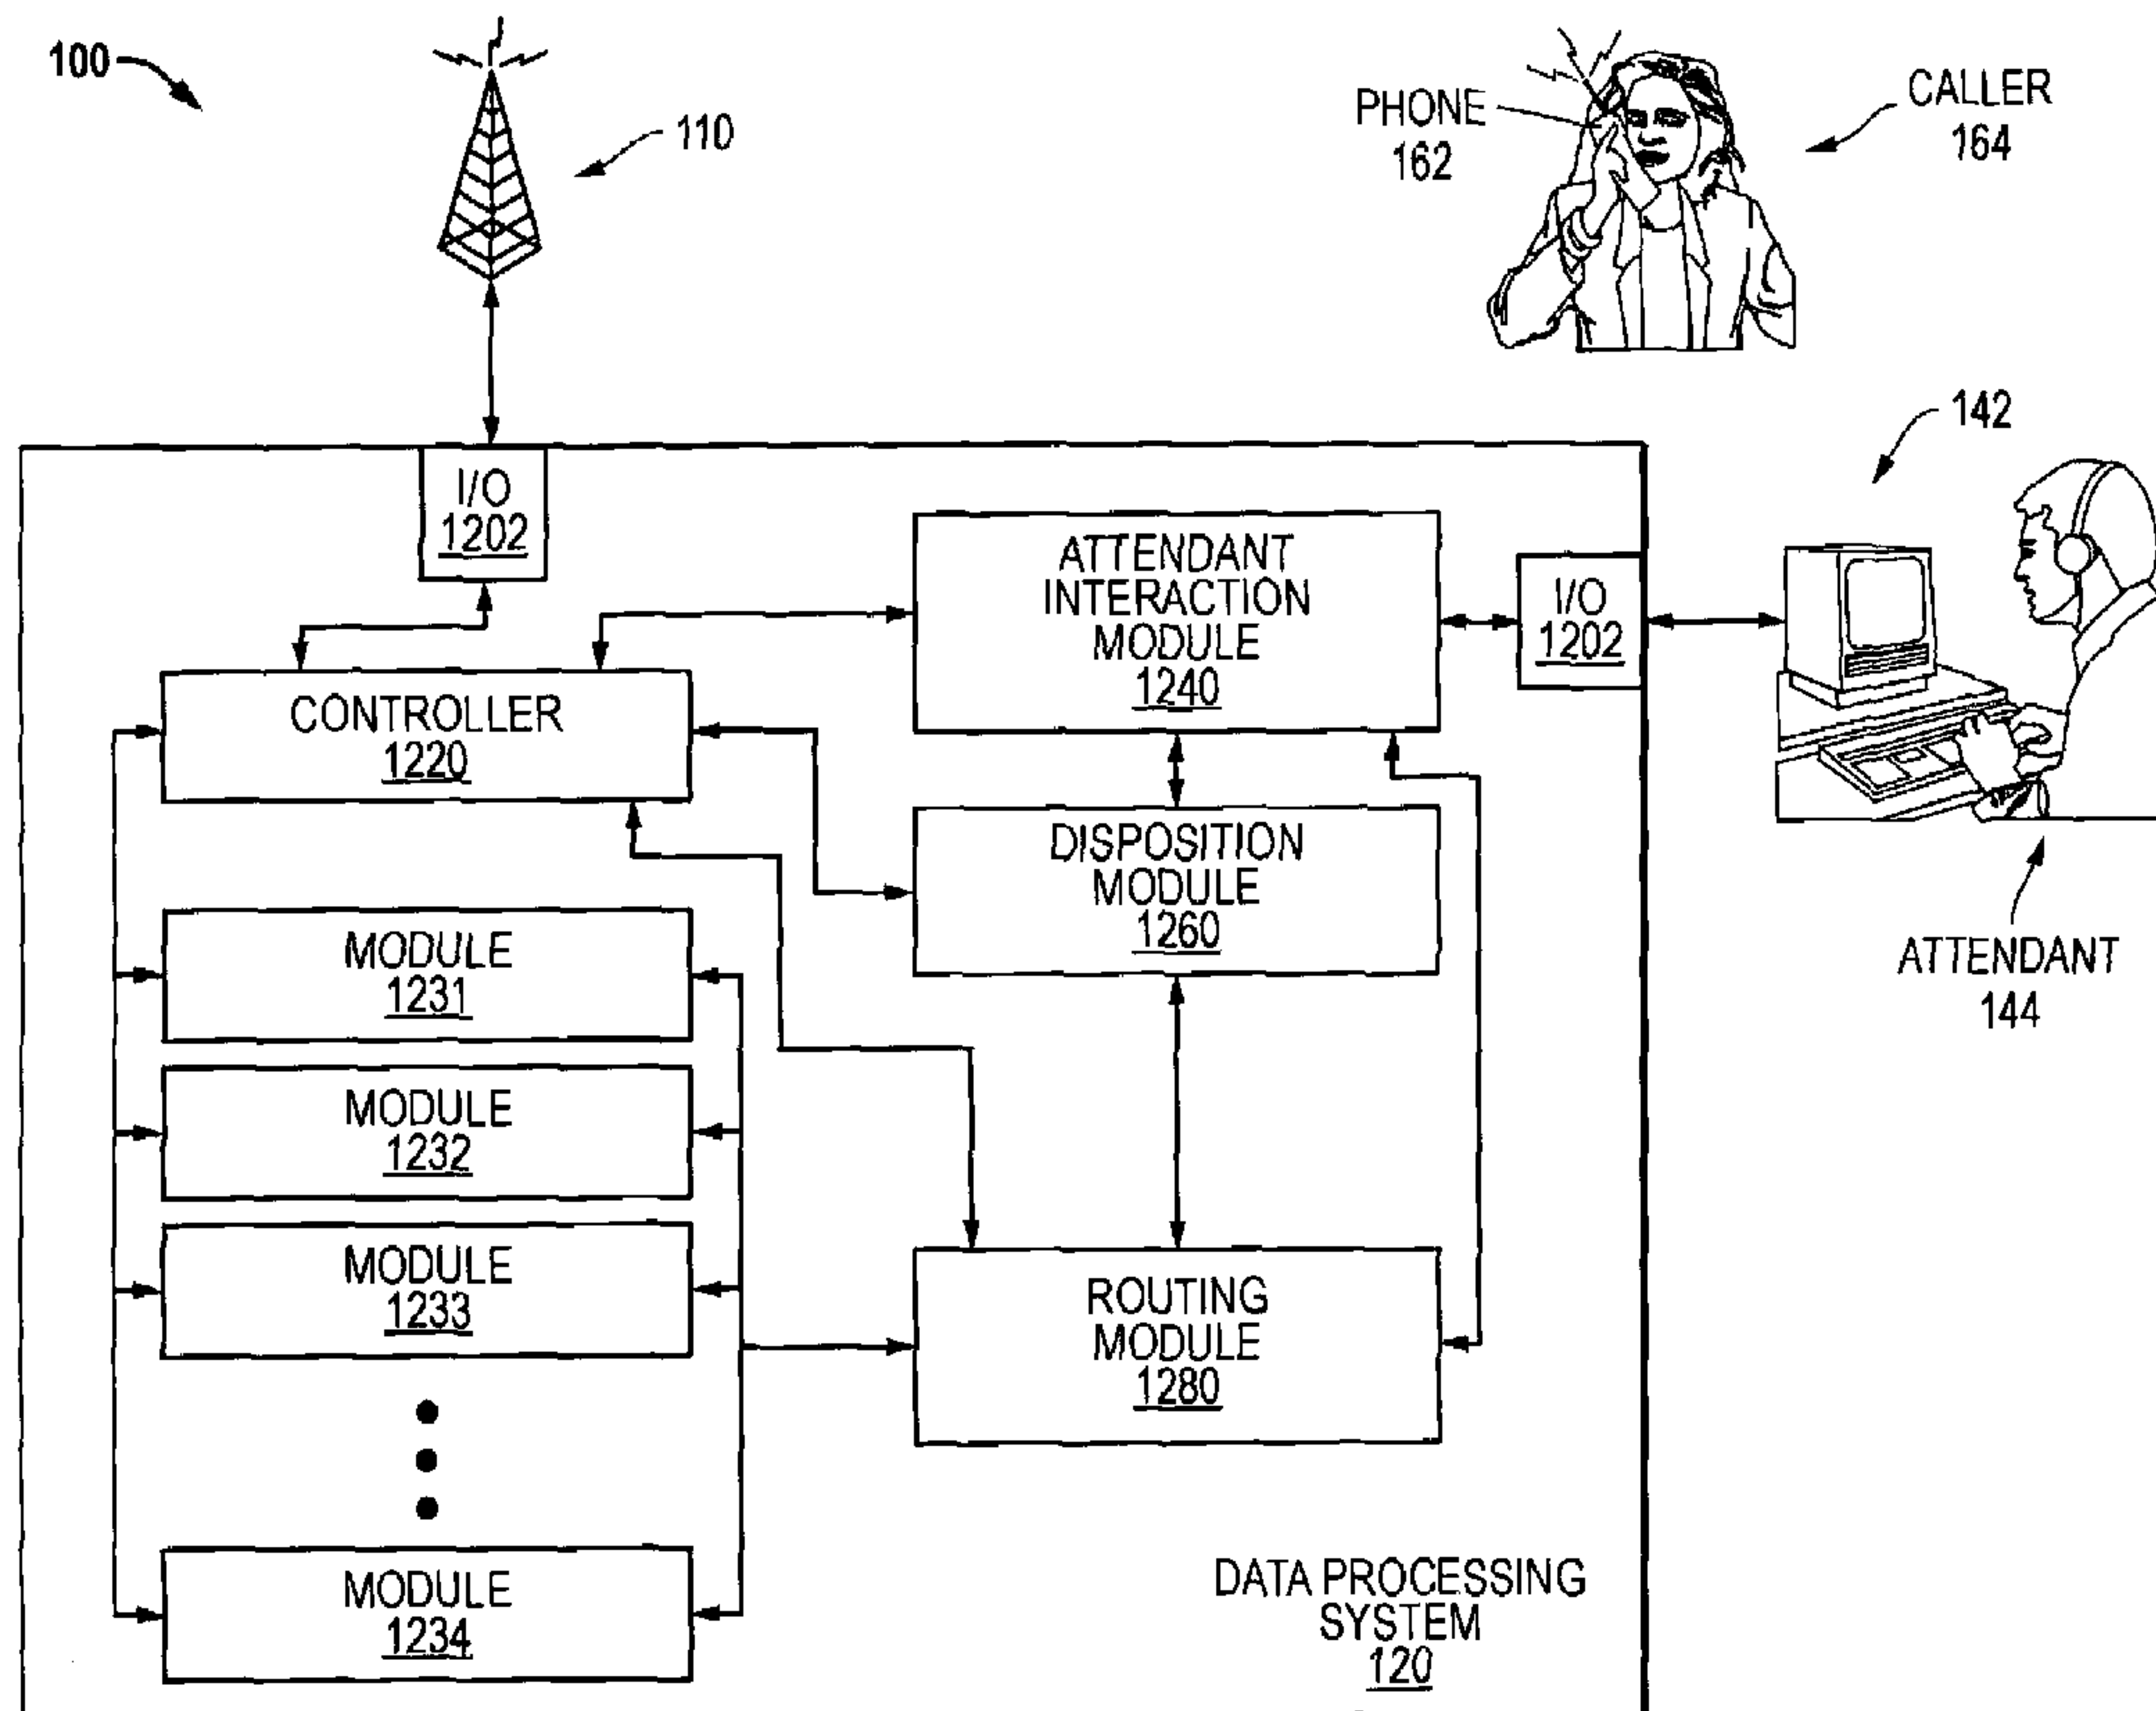 100
110
PHONE
162
CALLER
164
142
I/O
1202
ATTENDANT
INTERACTION
MODULE
1240
I/O
1202
CONTROLLER
1220
DISPOSITION
MODULE
1260
ATTENDANT
144
MODULE
1231
MODULE
1232
MODULE
1233
ROUTING
MODULE
1280
MODULE
1234
DATA PROCESSING
SYSTEM
120